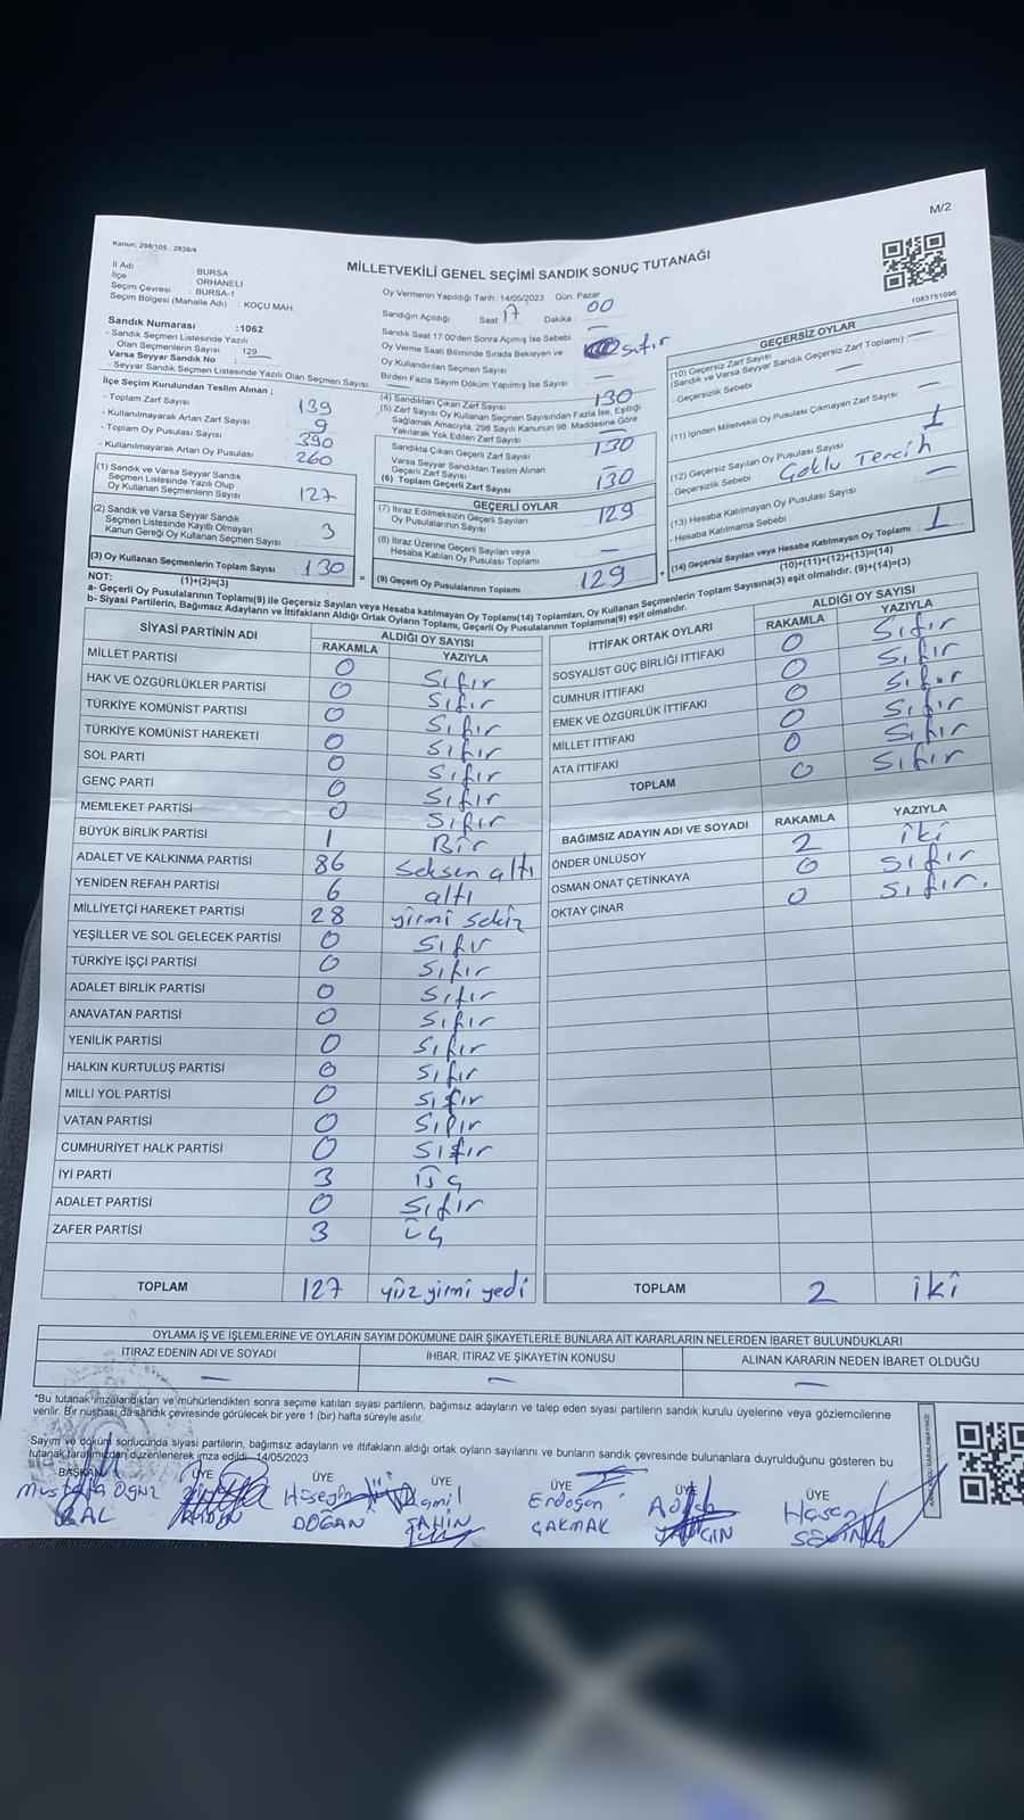 M/2
Kanun: 298/105 - 2839/4
MİLLETVEKİLİ GENEL SEÇİMİ SANDIK SONUÇ TUTANAĞI
1083751096
İl Adı BURSA
İlçe ORHANELİ
Seçim Çevresi : BURSA-1
Seçim Bölgesi (Mahalle Adı) : KOÇU MAH.
Sandık Numarası :1062
- Sandık Seçmen Listesinde Yazılı
Olan Seçmenlerin Sayısı : 129
Varsa Seyyar Sandık No : —
- Seyyar Sandık Seçmen Listesinde Yazılı Olan Seçmen Sayısı : —
İlçe Seçim Kurulundan Teslim Alınan ;
- Toplam Zarf Sayısı 139
- Kullanılmayarak Artan Zarf Sayısı 9
- Toplam Oy Pusulası Sayısı 390
- Kullanılmayarak Artan Oy Pusulası 260
(1) Sandık ve Varsa Seyyar Sandık
Seçmen Listesinde Yazılı Olup
Oy Kullanan Seçmenlerin Sayısı 127
(2) Sandık ve Varsa Seyyar Sandık
Seçmen Listesinde Kayıtlı Olmayan
Kanun Gereği Oy Kullanan Seçmen Sayısı 3
(3) Oy Kullanan Seçmenlerin Toplam Sayısı 130
(1)+(2)=(3)
Oy Vermenin Yapıldığı Tarih: 14/05/2023 Gün: Pazar
Sandığın Açıldığı Saat 17 Dakika 00
Sandık Saat 17:00'den Sonra Açılmış İse Sebebi —
Oy Verme Saati Bitiminde Sırada Bekleyen ve
Oy Kullandırılan Seçmen Sayısı sıfır
Birden Fazla Sayım Döküm Yapılmış İse Sayısı —
(4) Sandıktan Çıkan Zarf Sayısı 130
(5) Zarf Sayısı Oy Kullanan Seçmen Sayısından Fazla İse, Eşitliği
Sağlamak Amacıyla, 298 Sayılı Kanunun 98. Maddesine Göre
Yakılarak Yok Edilen Zarf Sayısı —
Sandıkta Çıkan Geçerli Zarf Sayısı 130
Varsa Seyyar Sandıktan Teslim Alınan
Geçerli Zarf Sayısı —
(6) Toplam Geçerli Zarf Sayısı 130
GEÇERLİ OYLAR
(7) İtiraz Edilmeksizin Geçerli Sayılan
Oy Pusulalarının Sayısı 129
(8) İtiraz Üzerine Geçerli Sayılan veya
Hesaba Katılan Oy Pusulası Toplamı —
= (9) Geçerli Oy Pusulalarının Toplamı 129 +
GEÇERSİZ OYLAR
(10) Geçersiz Zarf Sayısı
(Sandık ve Varsa Seyyar Sandık Geçersiz Zarf Toplamı) —
- Geçersizlik Sebebi —
(11) İçinden Milletvekili Oy Pusulası Çıkmayan Zarf Sayısı —
(12) Geçersiz Sayılan Oy Pusulası Sayısı 1
Geçersizlik Sebebi Çoklu Tercih
(13) Hesaba Katılmayan Oy Pusulası Sayısı —
- Hesaba Katılmama Sebebi —
(14) Geçersiz Sayılan veya Hesaba Katılmayan Oy Toplamı 1
(10)+(11)+(12)+(13)=(14)
NOT:
a- Geçerli Oy Pusulalarının Toplamı(9) ile Geçersiz Sayılan veya Hesaba katılmayan Oy Toplamı(14) Toplamları, Oy Kullanan Seçmenlerin Toplam Sayısına(3) eşit olmalıdır. (9)+(14)=(3)
b- Siyasi Partilerin, Bağımsız Adayların ve İttifakların Aldığı Ortak Oyların Toplamı, Geçerli Oy Pusulalarının Toplamına(9) eşit olmalıdır.
SİYASİ PARTİNİN ADI ALDIĞI OY SAYISI
RAKAMLA YAZIYLA
MİLLET PARTİSİ 0 Sıfır
HAK VE ÖZGÜRLÜKLER PARTİSİ 0 Sıfır
TÜRKİYE KOMÜNİST PARTİSİ 0 Sıfır
TÜRKİYE KOMÜNİST HAREKETİ 0 Sıfır
SOL PARTİ 0 Sıfır
GENÇ PARTİ 0 Sıfır
MEMLEKET PARTİSİ 0 Sıfır
BÜYÜK BİRLİK PARTİSİ 1 Bir
ADALET VE KALKINMA PARTİSİ 86 Seksen altı
YENİDEN REFAH PARTİSİ 6 altı
MİLLİYETÇİ HAREKET PARTİSİ 28 yirmi sekiz
YEŞİLLER VE SOL GELECEK PARTİSİ 0 Sıfır
TÜRKİYE İŞÇİ PARTİSİ 0 Sıfır
ADALET BİRLİK PARTİSİ 0 Sıfır
ANAVATAN PARTİSİ 0 Sıfır
YENİLİK PARTİSİ 0 Sıfır
HALKIN KURTULUŞ PARTİSİ 0 Sıfır
MİLLİ YOL PARTİSİ 0 Sıfır
VATAN PARTİSİ 0 Sıfır
CUMHURİYET HALK PARTİSİ 0 Sıfır
İYİ PARTİ 3 üç
ADALET PARTİSİ 0 Sıfır
ZAFER PARTİSİ 3 üç
TOPLAM 127 yüz yirmi yedi
İTTİFAK ORTAK OYLARI ALDIĞI OY SAYISI
RAKAMLA YAZIYLA
SOSYALİST GÜÇ BİRLİĞİ İTTİFAKI 0 Sıfır
CUMHUR İTTİFAKI 0 Sıfır
EMEK VE ÖZGÜRLÜK İTTİFAKI 0 Sıfır
MİLLET İTTİFAKI 0 Sıfır
ATA İTTİFAKI 0 Sıfır
TOPLAM 0 Sıfır
BAĞIMSIZ ADAYIN ADI VE SOYADI RAKAMLA YAZIYLA
ÖNDER ÜNLÜSOY 2 iki
OSMAN ONAT ÇETİNKAYA 0 Sıfır
OKTAY ÇINAR 0 Sıfır.
TOPLAM 2 iki
OYLAMA İŞ VE İŞLEMLERİNE VE OYLARIN SAYIM DÖKÜMÜNE DAİR ŞİKAYETLERLE BUNLARA AİT KARARLARIN NELERDEN İBARET BULUNDUKLARI
İTİRAZ EDENİN ADI VE SOYADI İHBAR, İTİRAZ VE ŞİKAYETİN KONUSU ALINAN KARARIN NEDEN İBARET OLDUĞU
— — —
*Bu tutanak imzalandıktan ve mühürlendikten sonra seçime katılan siyasi partilerin, bağımsız adayların ve talep eden siyasi partilerin sandık kurulu üyelerine veya gözlemcilerine
verilir. Bir nüshası da sandık çevresinde görülecek bir yere 1 (bir) hafta süreyle asılır.
Sayım ve döküm sonucunda siyasi partilerin, bağımsız adayların ve ittifakların aldığı ortak oyların sayılarını ve bunların sandık çevresinde bulunanlara duyrulduğunu gösteren bu
tutanak tarafımızdan düzenlenerek imza edildi. 14/05/2023
BAŞKAN ÜYE ÜYE ÜYE ÜYE ÜYE ÜYE
Mustafa Oğuz BAL
Hüseyin DOĞAN
ŞAHİN
Erdoğan ÇAKMAK
Hasan